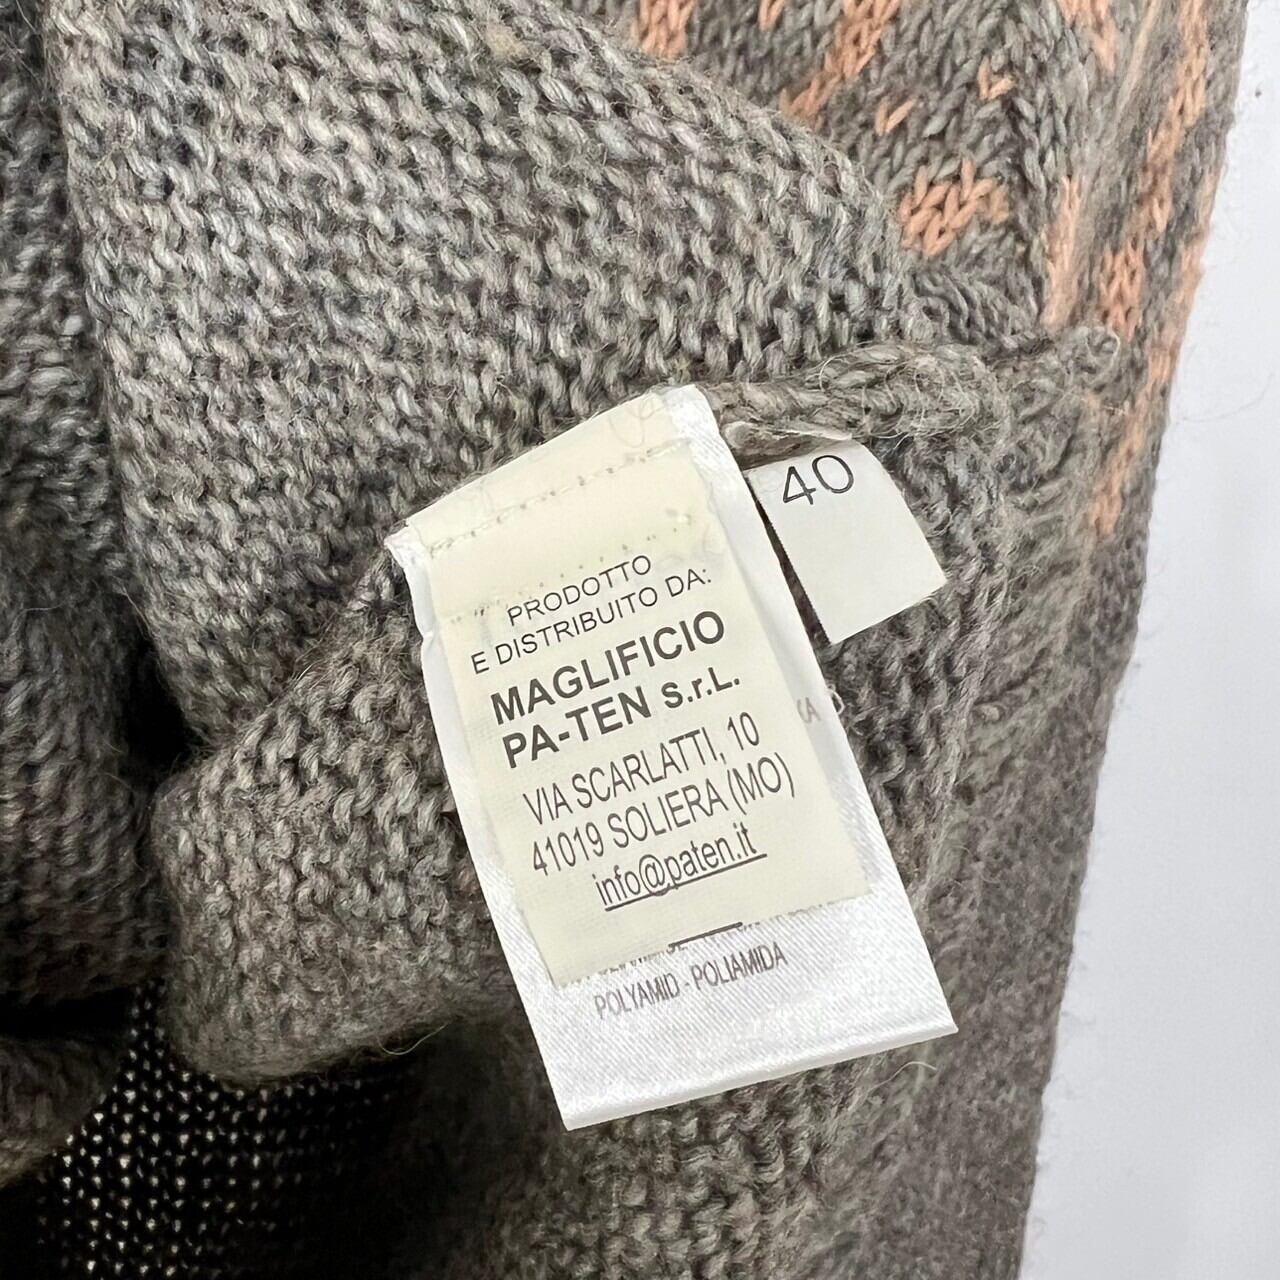 40
PRODOTTO
E DISTRIBUITO DA:
MAGLIFICIO
PA-TEN s.r.L.
VIA SCARLATTI, 10
41019 SOLIERA (MO)
info@paten.it
POLYAMID - POLIAMIDA